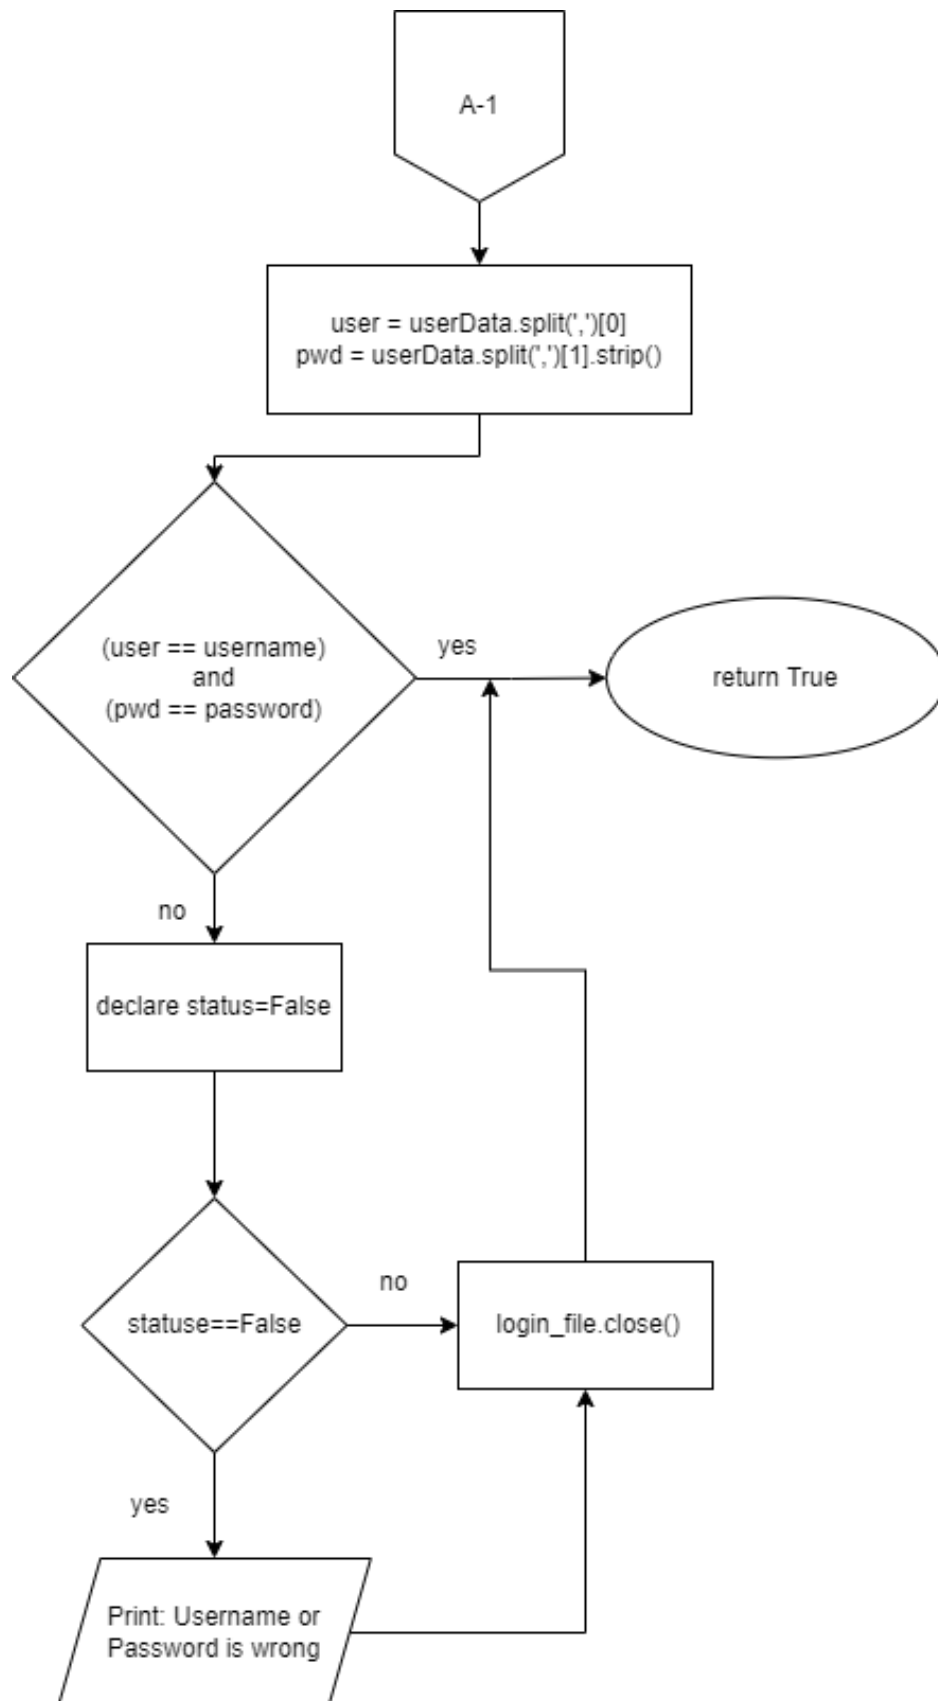 A-1
user = userData.split(',')[0]
pwd = userData.split(',')[1].strip()
(user == username)
and
(pwd == password)
yes
return True
no
declare status=False
statuse==False
no
login_file.close()
yes
Print: Username or
Password is wrong